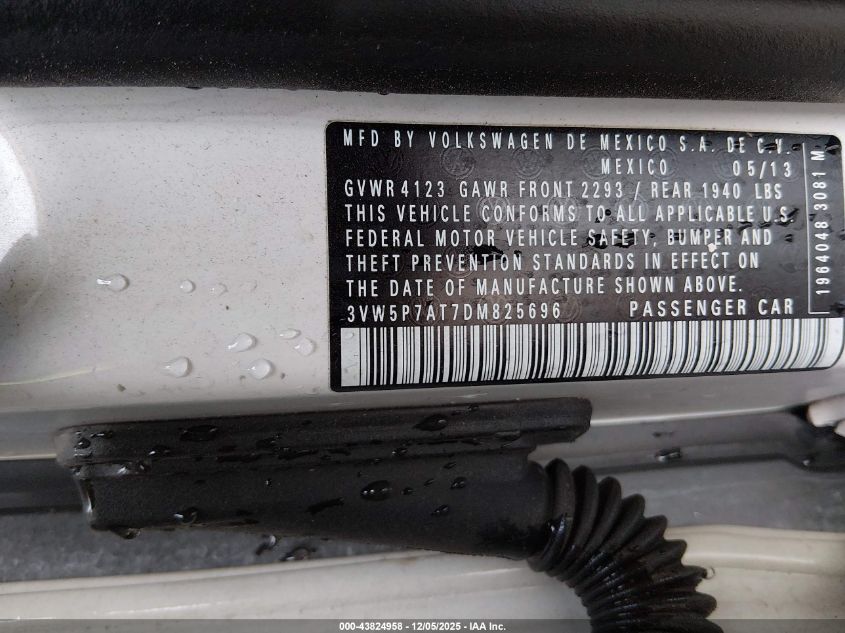 MFD BY VOLKSWAGEN DE MEXICO S.A. DE C.V.
MEXICO 05/13
GVWR 4123 GAWR FRONT 2293 / REAR 1940 LBS
THIS VEHICLE CONFORMS TO ALL APPLICABLE U.S.
FEDERAL MOTOR VEHICLE SAFETY, BUMPER AND
THEFT PREVENTION STANDARDS IN EFFECT ON
THE DATE OF MANUFACTURE SHOWN ABOVE.
3VW5P7AT7DM825696 PASSENGER CAR
1964048 3081 M
000-43824958 - 12/05/2025 - IAA Inc.